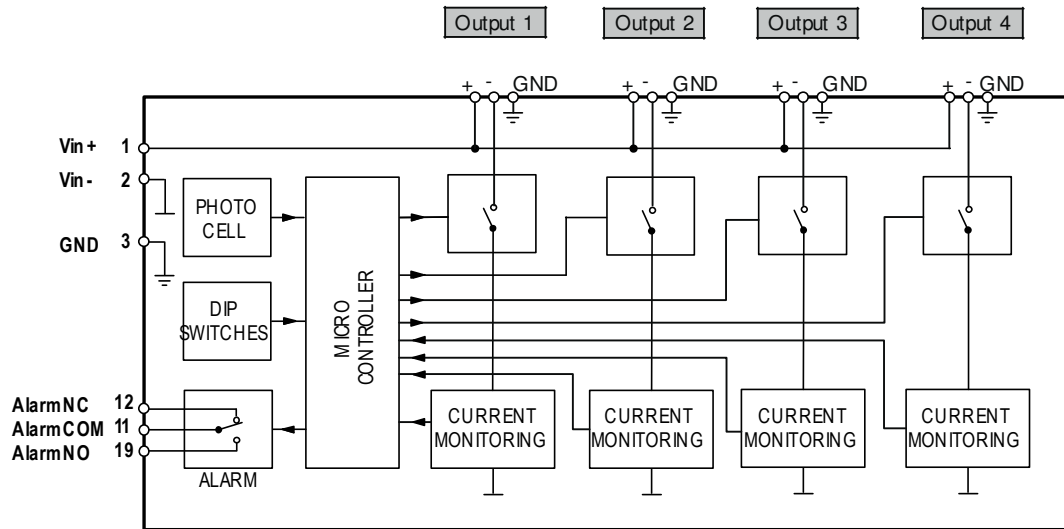 Output 1 Output 2 Output 3 Output 4
+ - GND + - GND + - GND + - GND
Vin+ 1
Vin- 2
GND 3
PHOTO
CELL
DIP
SWITCHES
MICRO
CONTROLLER
AlarmNC 12
AlarmCOM 11
AlarmNO 19
ALARM
CURRENT
MONITORING
CURRENT
MONITORING
CURRENT
MONITORING
CURRENT
MONITORING